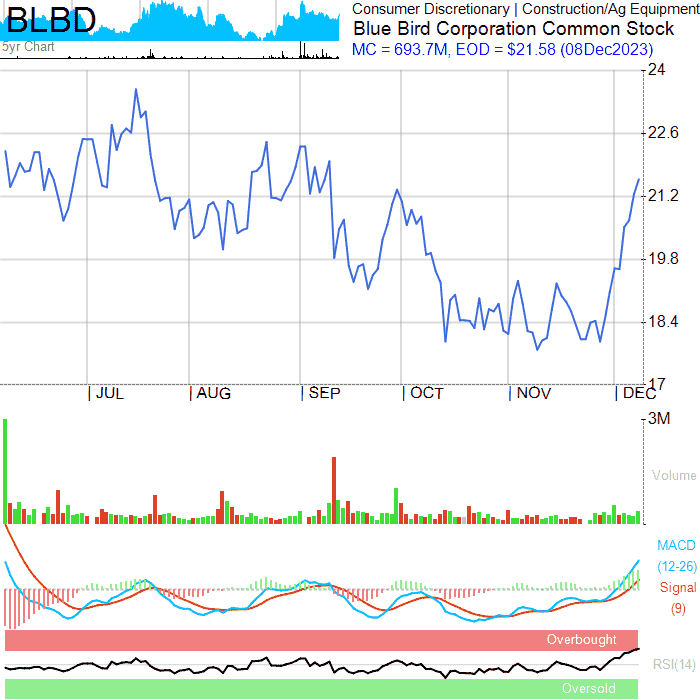 BLBD
5yr Chart
Consumer Discretionary | Construction/Ag Equipment
Blue Bird Corporation Common Stock
MC = 693.7M, EOD = $21.58 (08Dec2023)
24
22.6
21.2
19.8
18.4
17
| JUL
| AUG
| SEP
| OCT
| NOV
| DEC
3M
Volume
MACD
(12-26)
Signal
(9)
Overbought
RSI(14)
Oversold